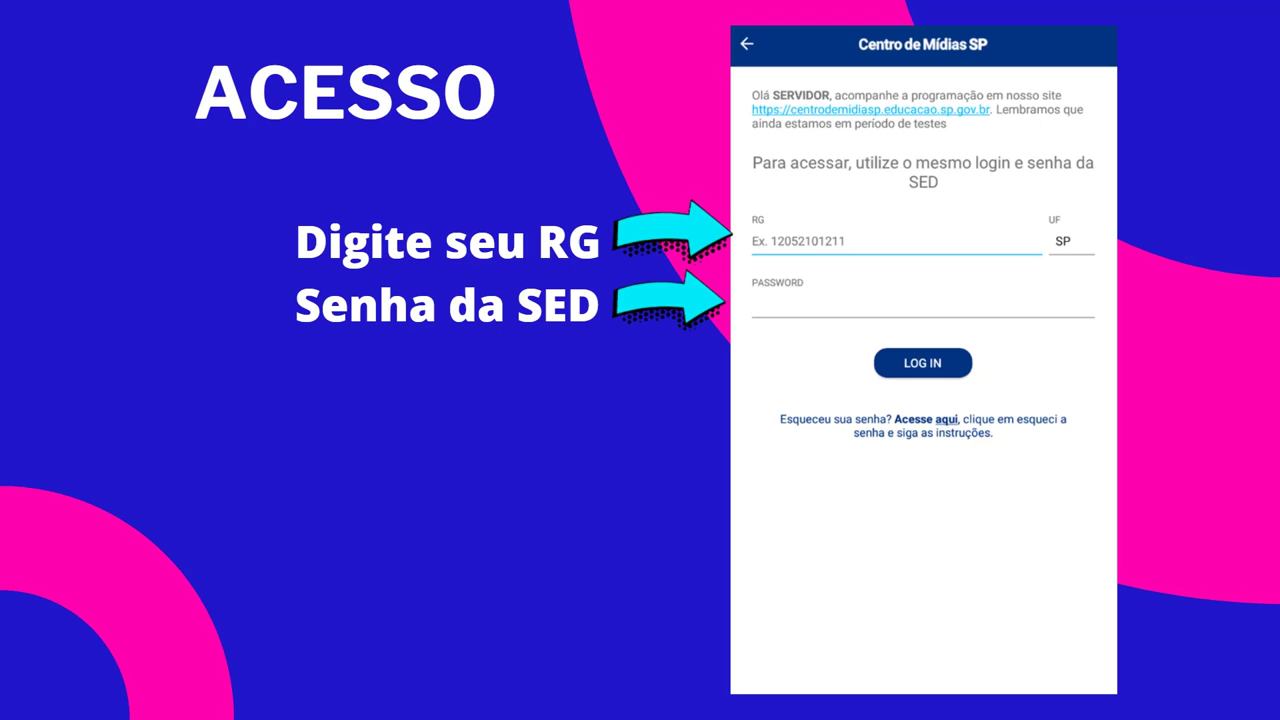 ACESSO
Digite seu RG
Senha da SED
Centro de Mídias SP
Olá SERVIDOR, acompanhe a programação em nosso site
https://centrodemidiasp.educacao.sp.gov.br. Lembramos que
ainda estamos em período de testes
Para acessar, utilize o mesmo login e senha da
SED
RG
UF
Ex. 12052101211
SP
PASSWORD
LOG IN
Esqueceu sua senha? Acesse aqui, clique em esqueci a
senha e siga as instruções.